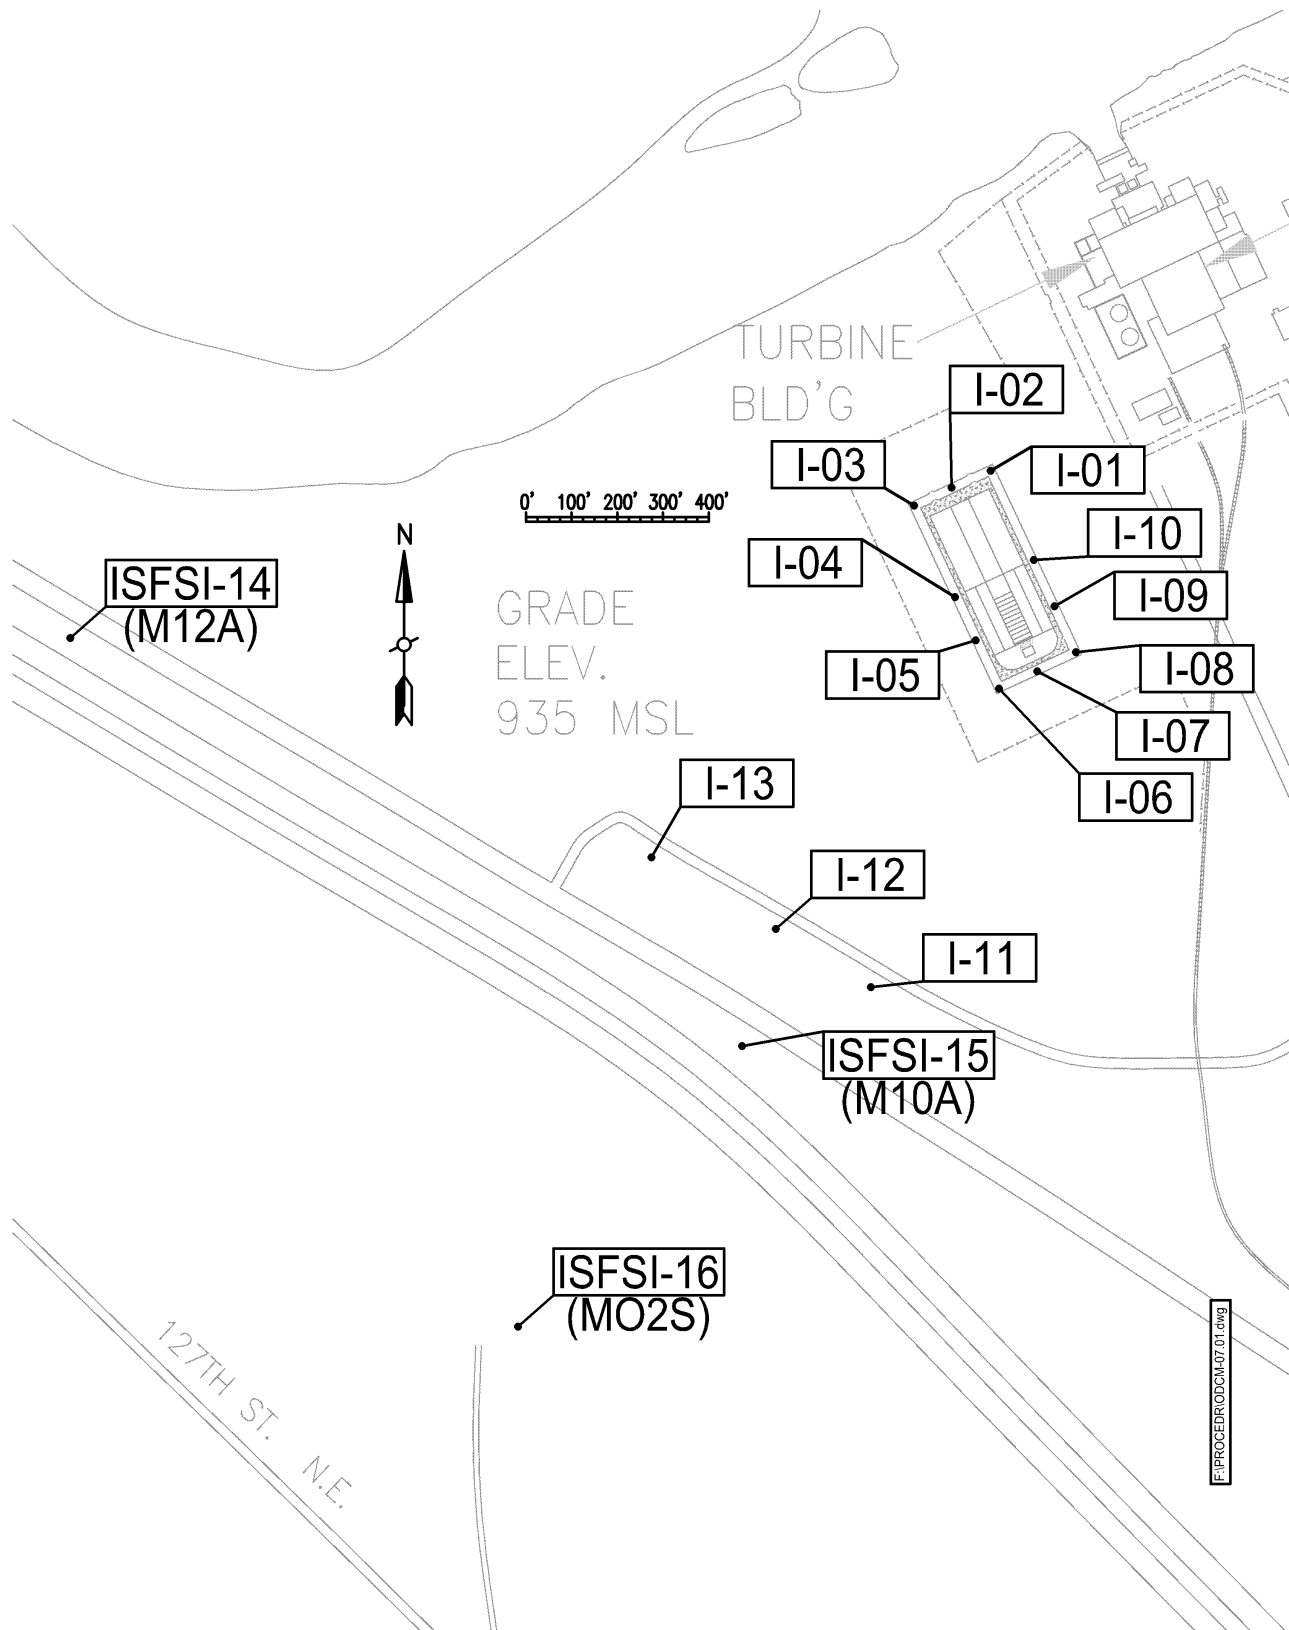 TURBINE
BLD'G
I-02
I-03
I-01
0' 100' 200' 300' 400'
I-10
N
I-04
ISFSI-14
(M12A)
I-09
GRADE
ELEV.
935 MSL
I-05
I-08
I-07
I-13
I-06
I-12
I-11
ISFSI-15
(M10A)
ISFSI-16
(MO2S)
127TH ST. N.E.
F:\PROCEDR\ODCM-07.01.dwg